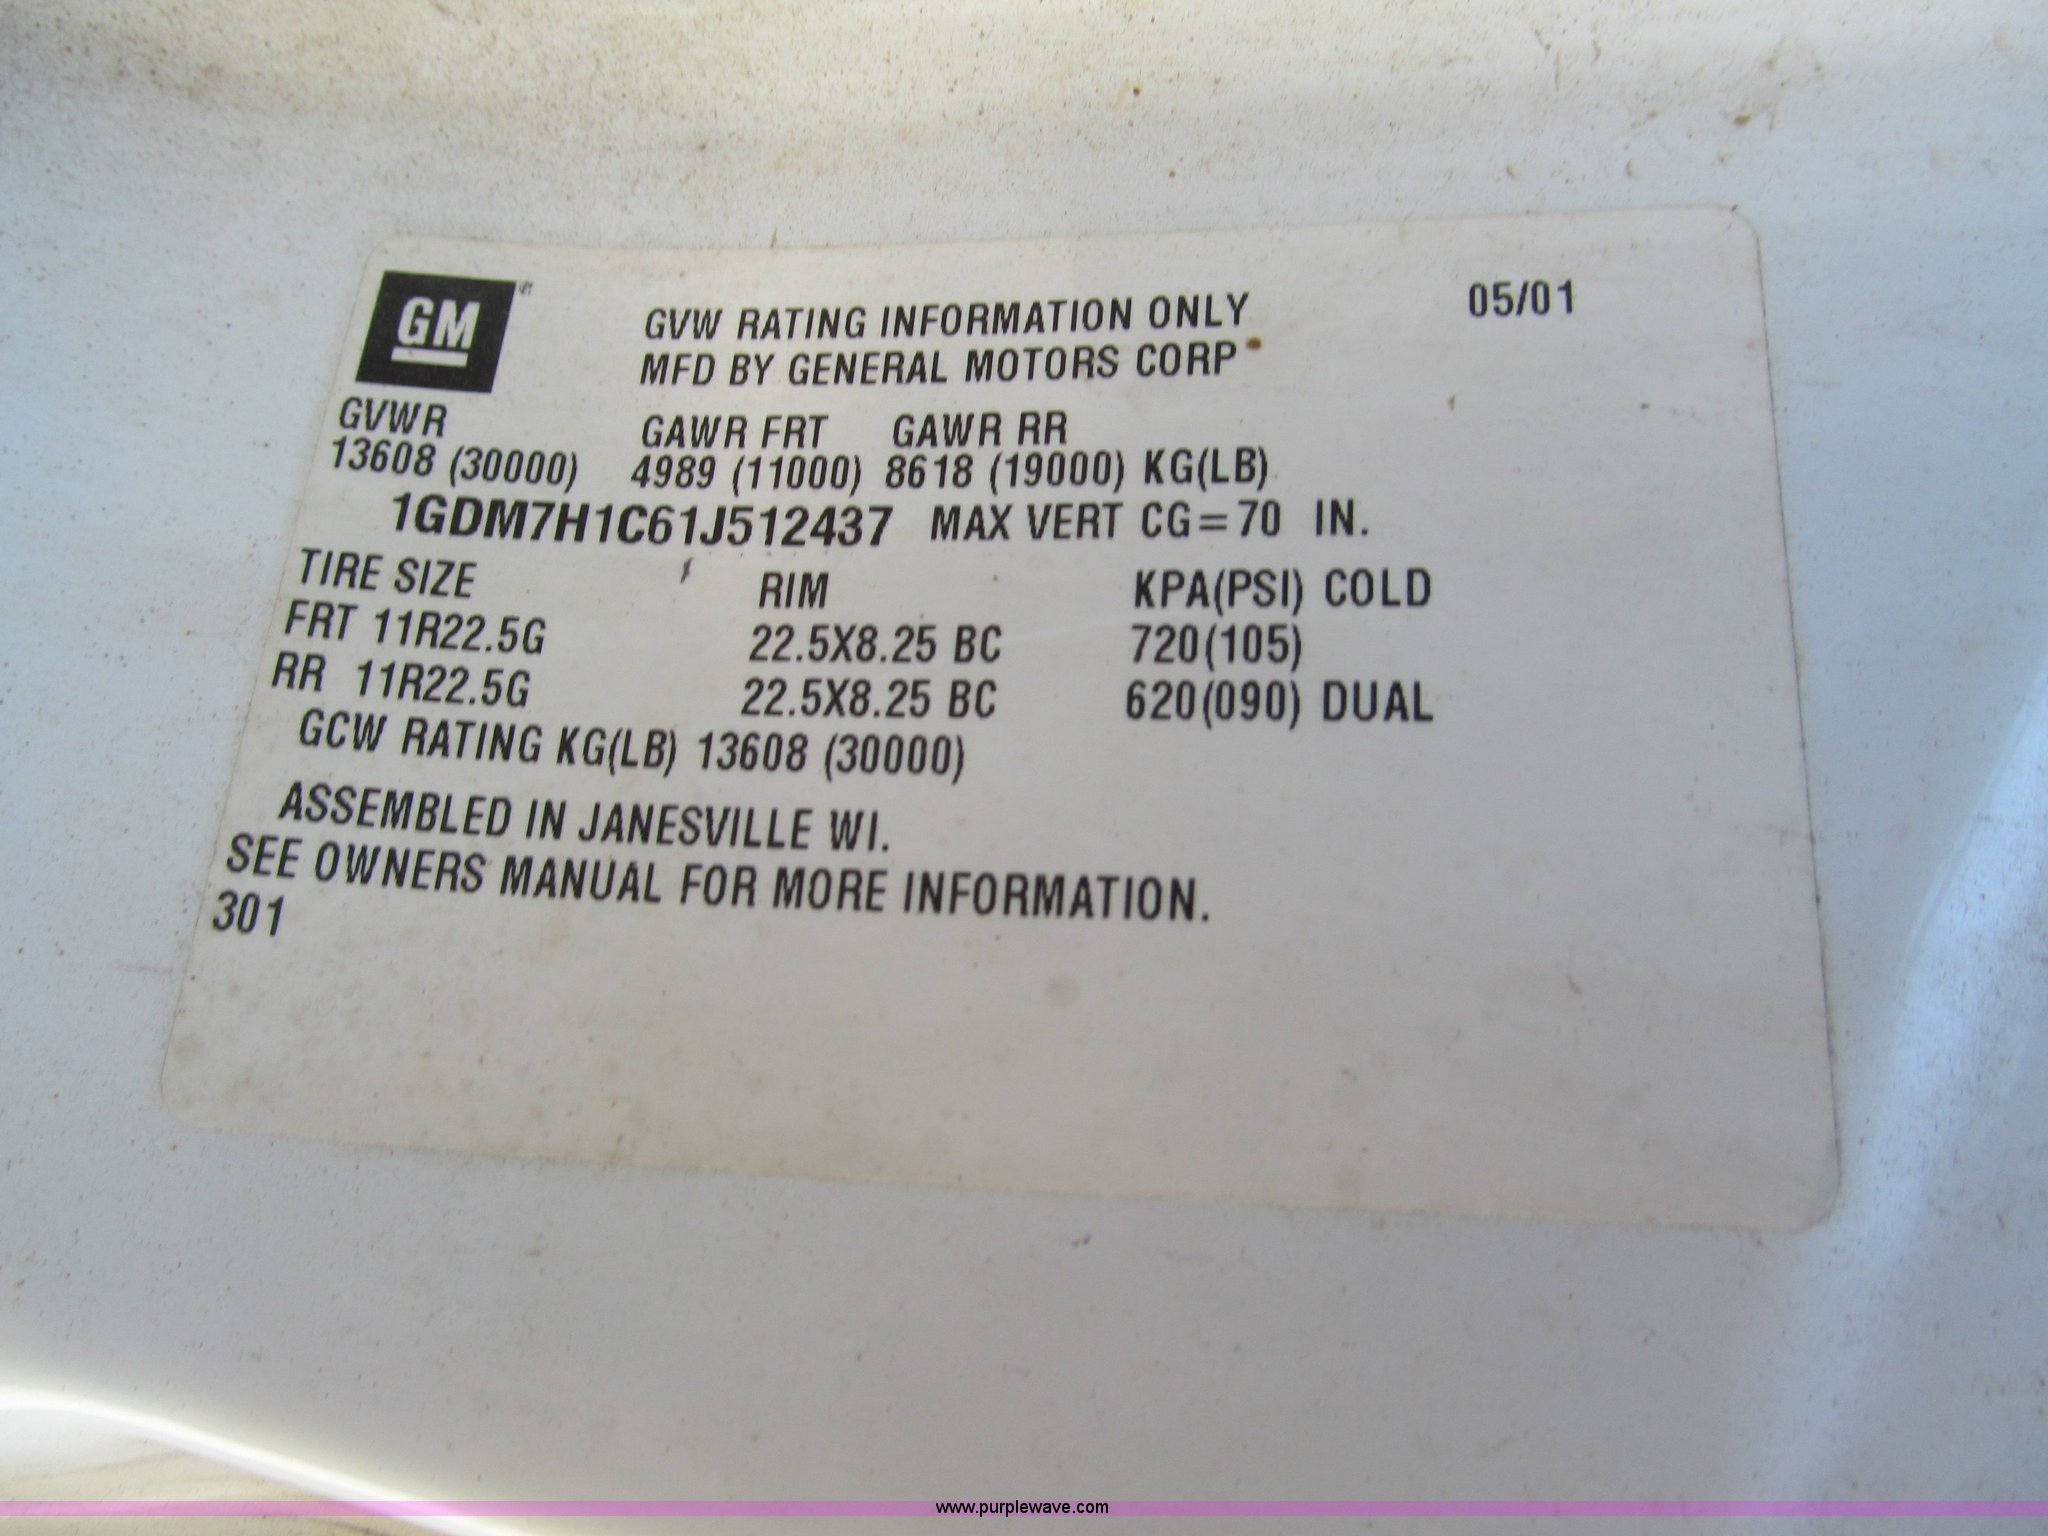 GM
GVW RATING INFORMATION ONLY 05/01
MFD BY GENERAL MOTORS CORP
GVWR GAWR FRT GAWR RR
13608 (30000) 4989 (11000) 8618 (19000) KG(LB)
1GDM7H1C61J512437 MAX VERT CG=70 IN.
TIRE SIZE RIM KPA(PSI) COLD
FRT 11R22.5G 22.5X8.25 BC 720(105)
RR 11R22.5G 22.5X8.25 BC 620(090) DUAL
GCW RATING KG(LB) 13608 (30000)
ASSEMBLED IN JANESVILLE WI.
SEE OWNERS MANUAL FOR MORE INFORMATION.
301
www.purplewave.com